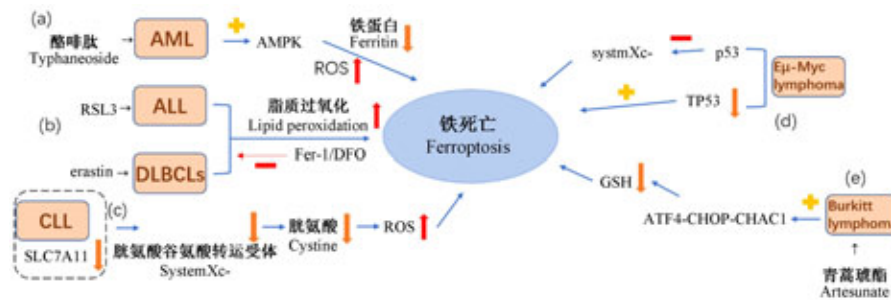 (a)
酪啡肽
Typhaneoside
AML
AMPK
铁蛋白
Ferritin
ROS
(b)
RSL3
ALL
脂质过氧化
Lipid peroxidation
Fer-1/DFO
erastin
DLBCLs
(c)
CLL
SLC7A11
胱氨酸谷氨酸转运受体
SystemXc-
胱氨酸
Cystine
ROS
铁死亡
Ferroptosis
systmXc-
p53
TP53
Eμ-Myc
lymphoma
(d)
GSH
ATF4-CHOP-CHAC1
(e)
Burkitt
lymphom
青蒿琥酯
Artesunate